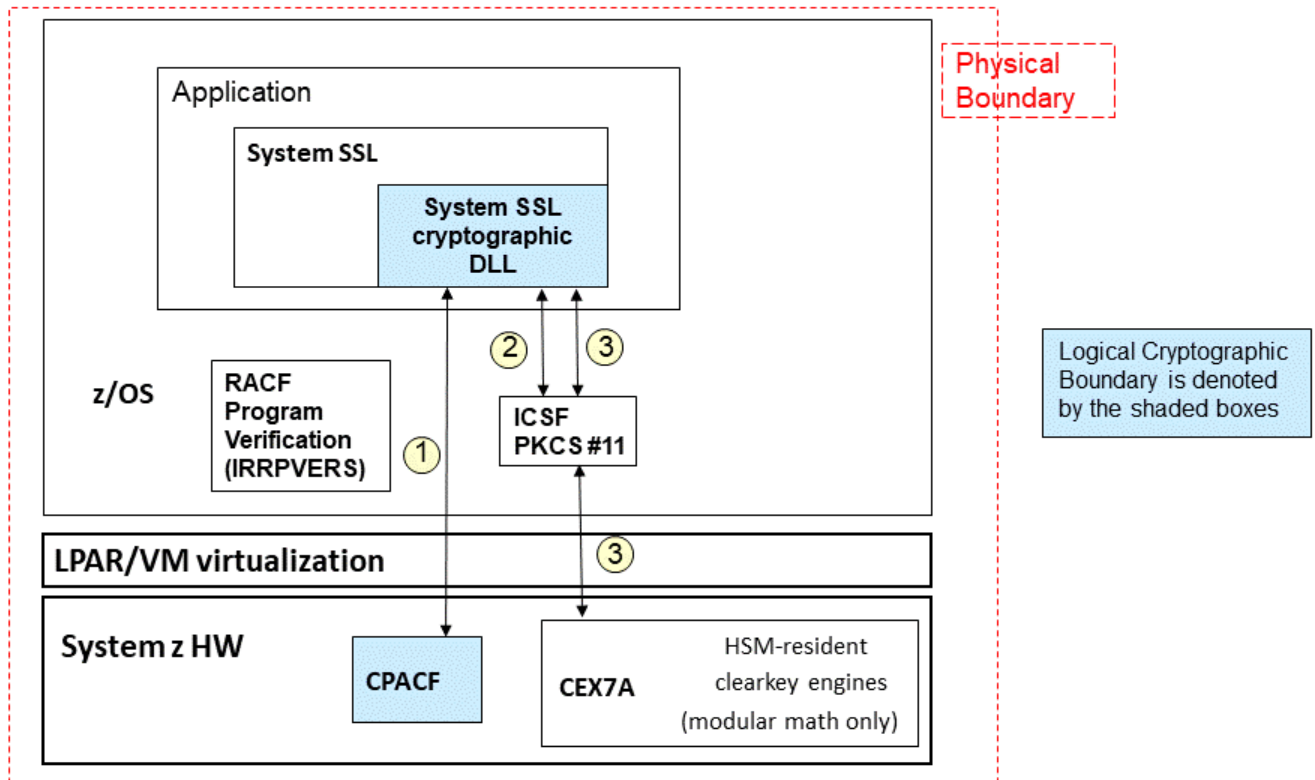 Physical
Boundary
Application
System SSL
System SSL
cryptographic
DLL
2
3
Logical Cryptographic
Boundary is denoted
by the shaded boxes
z/OS
RACF
Program
Verification
(IRRPVERS)
1
ICSF
PKCS #11
LPAR/VM virtualization
3
System z HW
CPACF
CEX7A
HSM-resident
clearkey engines
(modular math only)